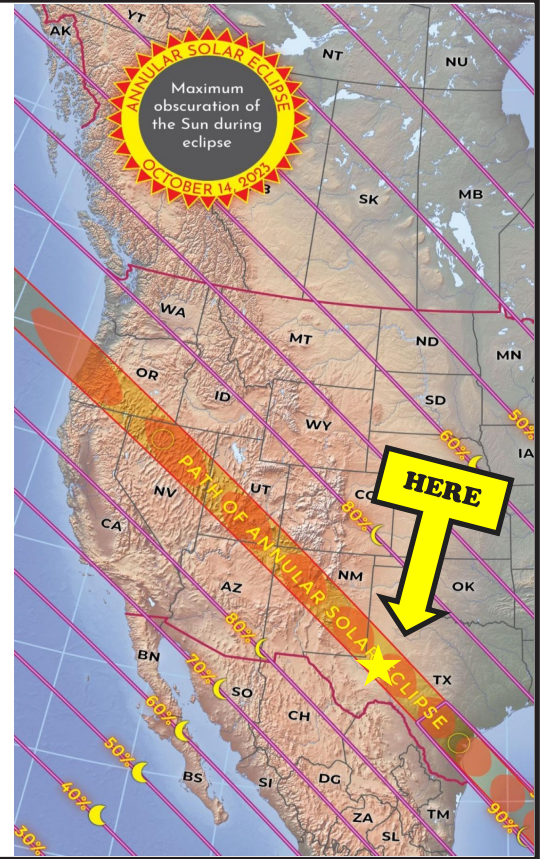 AK
YT
NT
NU
ANNULAR SOLAR ECLIPSE
Maximum
obscuration of
the Sun during
eclipse
OCTOBER 14, 2023
B
SK
MB
WA
MT
ND
MN
OR
ID
SD
WY
50%
60%
IA
HERE
PATH OF ANNULAR SOLAR ECLIPSE
NV
UT
CO
80%
CA
AZ
NM
OK
80%
BN
70%
SO
TX
CH
60%
50%
BS
SI
DG
40%
ZA
TM
SL
90%
30%